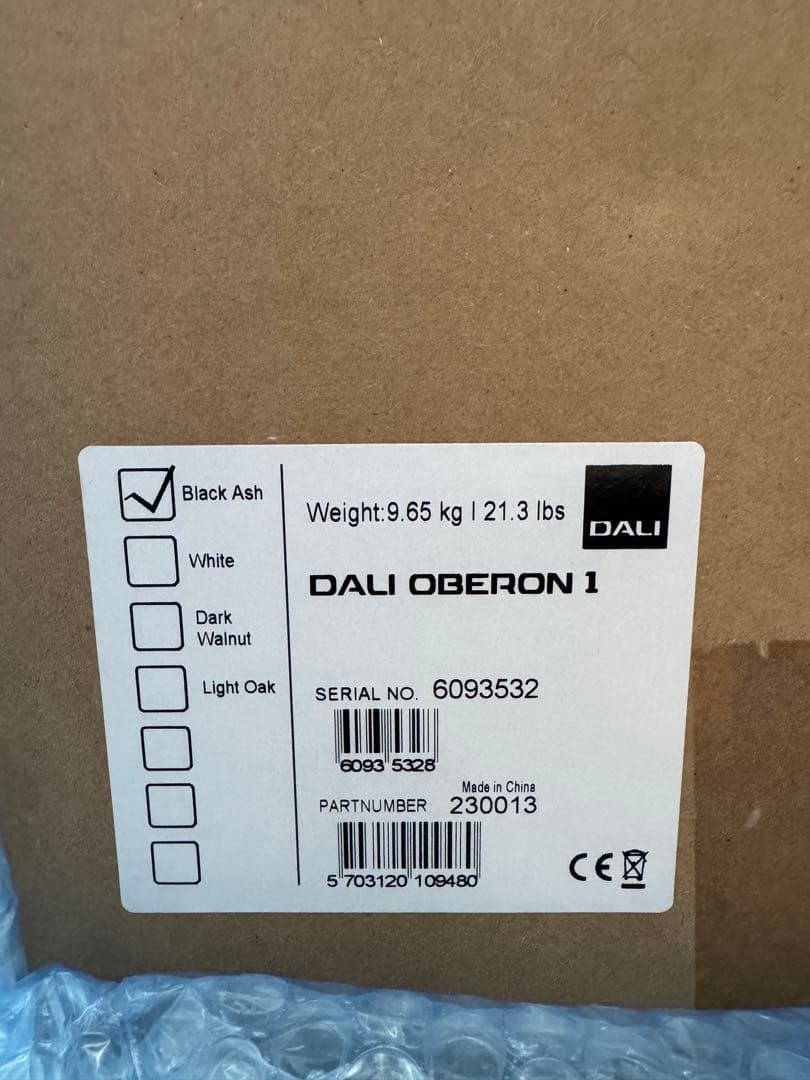 Black Ash
White
Dark
Walnut
Light Oak
Weight:9.65 kg | 21.3 lbs
DALI
DALI OBERON 1
SERIAL NO. 6093532
6093 5328
Made in China
PARTNUMBER 230013
5 703120 109480
CE